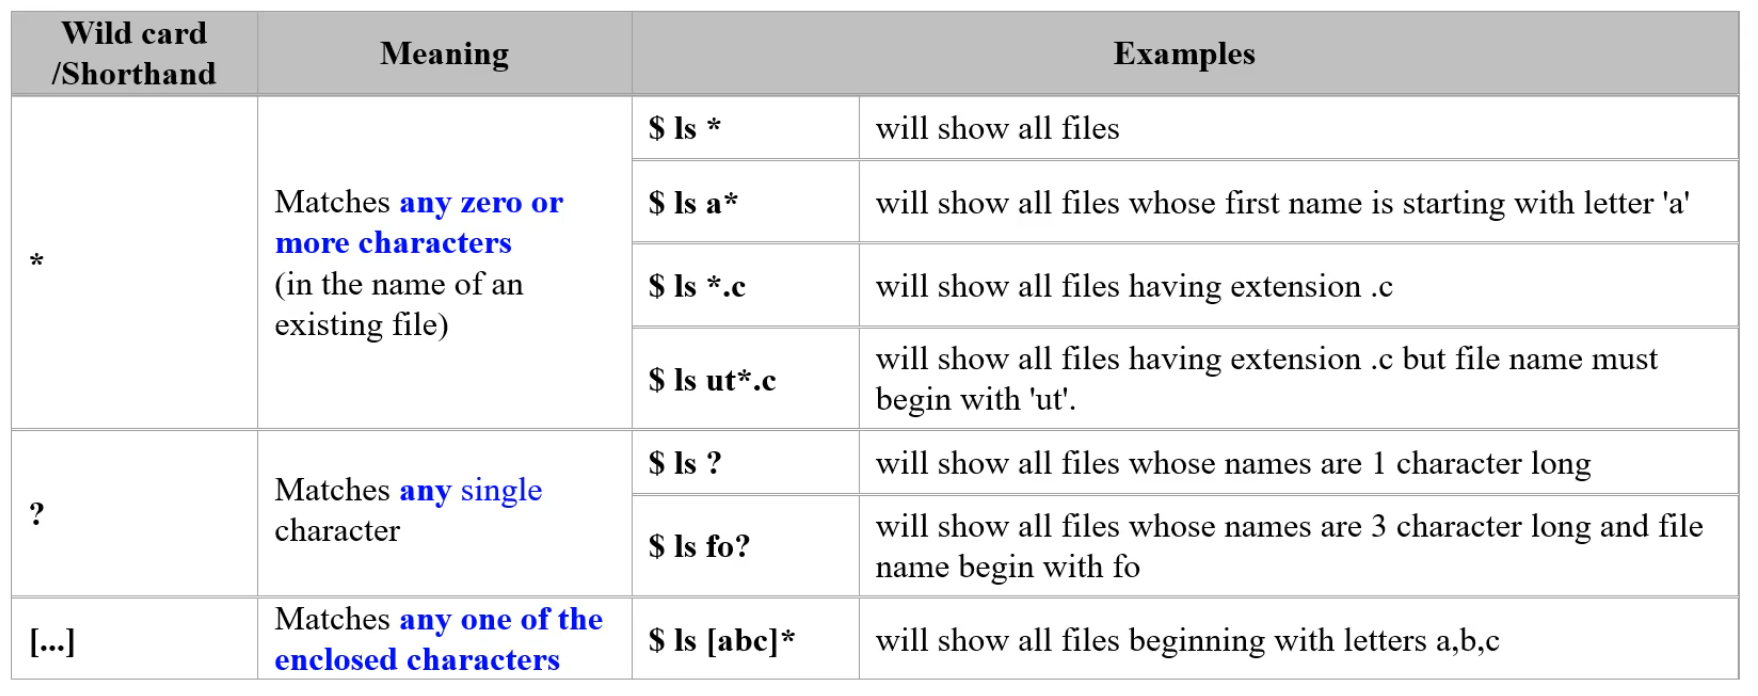 Wild card
/Shorthand
Meaning
Examples
*
Matches any zero or
more characters
(in the name of an
existing file)
$ ls *
will show all files
$ ls a*
will show all files whose first name is starting with letter 'a'
$ ls *.c
will show all files having extension .c
$ ls ut*.c
will show all files having extension .c but file name must
begin with 'ut'.
?
Matches any single
character
$ ls ?
will show all files whose names are 1 character long
$ ls fo?
will show all files whose names are 3 character long and file
name begin with fo
[...]
Matches any one of the
enclosed characters
$ ls [abc]*
will show all files beginning with letters a,b,c